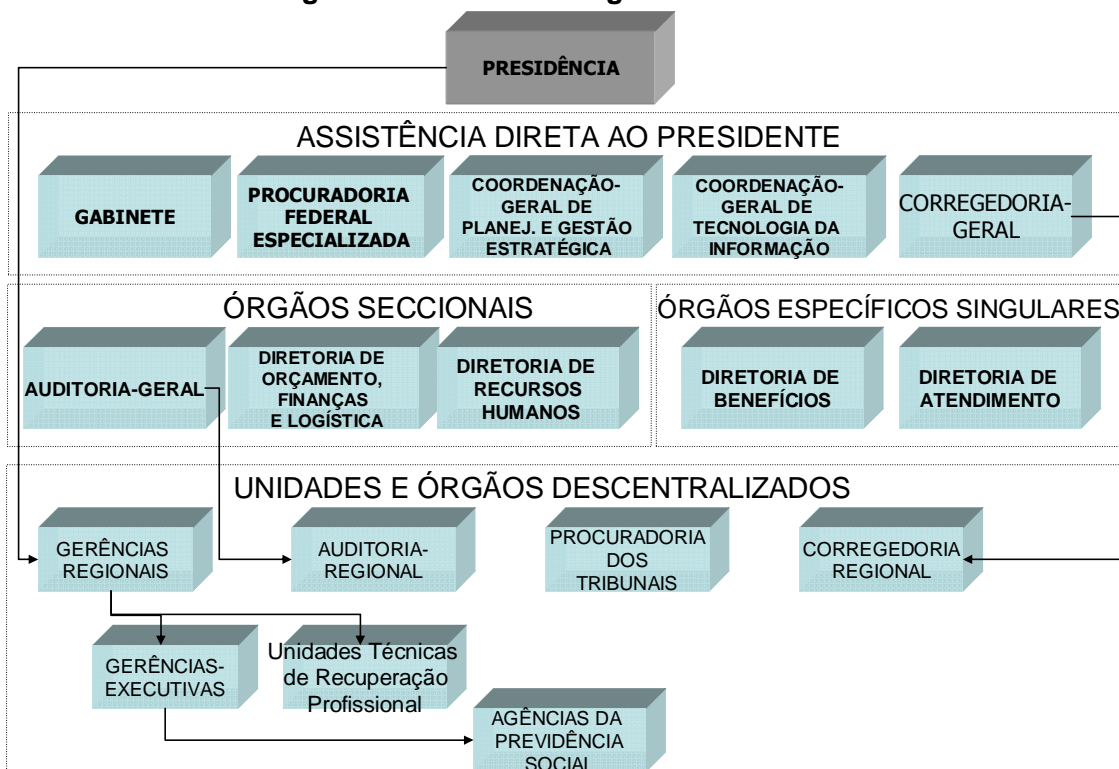 PRESIDÊNCIA
ASSISTÊNCIA DIRETA AO PRESIDENTE
GABINETE
PROCURADORIA
FEDERAL
ESPECIALIZADA
COORDENAÇÃO-
GERAL DE
PLANEJ. E GESTÃO
ESTRATÉGICA
COORDENAÇÃO-
GERAL DE
TECNOLOGIA DA
INFORMAÇÃO
CORREGEDORIA-
GERAL
ÓRGÃOS SECCIONAIS
AUDITORIA-GERAL
DIRETORIA DE
ORÇAMENTO,
FINANÇAS
E LOGÍSTICA
DIRETORIA DE
RECURSOS
HUMANOS
ÓRGÃOS ESPECÍFICOS SINGULARES
DIRETORIA DE
BENEFÍCIOS
DIRETORIA DE
ATENDIMENTO
UNIDADES E ÓRGÃOS DESCENTRALIZADOS
GERÊNCIAS
REGIONAIS
AUDITORIA-
REGIONAL
PROCURADORIA
DOS
TRIBUNAIS
CORREGEDORIA
REGIONAL
GERÊNCIAS-
EXECUTIVAS
Unidades Técnicas
de Recuperação
Profissional
AGÊNCIAS DA
PREVIDÊNCIA
SOCIAL